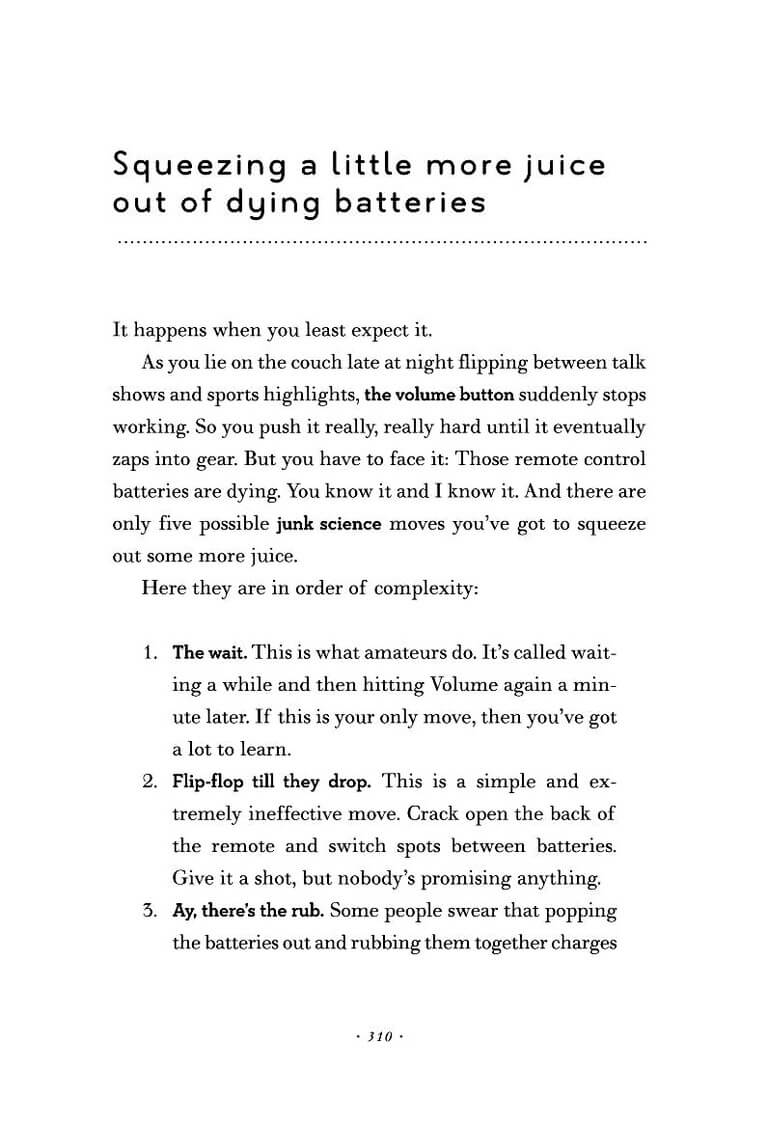 Squeezing a little more juice
out of dying batteries
It happens when you least expect it.
As you lie on the couch late at night flipping between talk
shows and sports highlights, the volume button suddenly stops
working. So you push it really, really hard until it eventually
zaps into gear. But you have to face it: Those remote control
batteries are dying. You know it and I know it. And there are
only five possible junk science moves you’ve got to squeeze
out some more juice.
Here they are in order of complexity:
1. The wait. This is what amateurs do. It’s called wait-
ing a while and then hitting Volume again a min-
ute later. If this is your only move, then you’ve got
a lot to learn.
2. Flip-flop till they drop. This is a simple and ex-
tremely ineffective move. Crack open the back of
the remote and switch spots between batteries.
Give it a shot, but nobody’s promising anything.
3. Ay, there’s the rub. Some people swear that popping
the batteries out and rubbing them together charges
· 310 ·